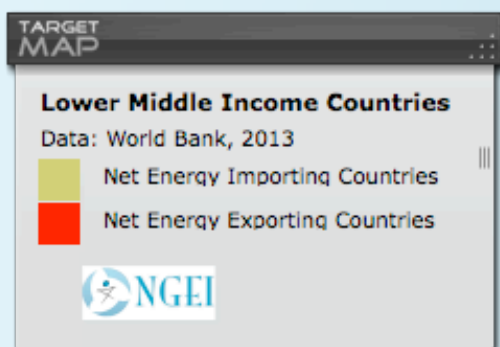 TARGET
MAP
Lower Middle Income Countries
Data: World Bank, 2013
Net Energy Importing Countries
Net Energy Exporting Countries
NGEI